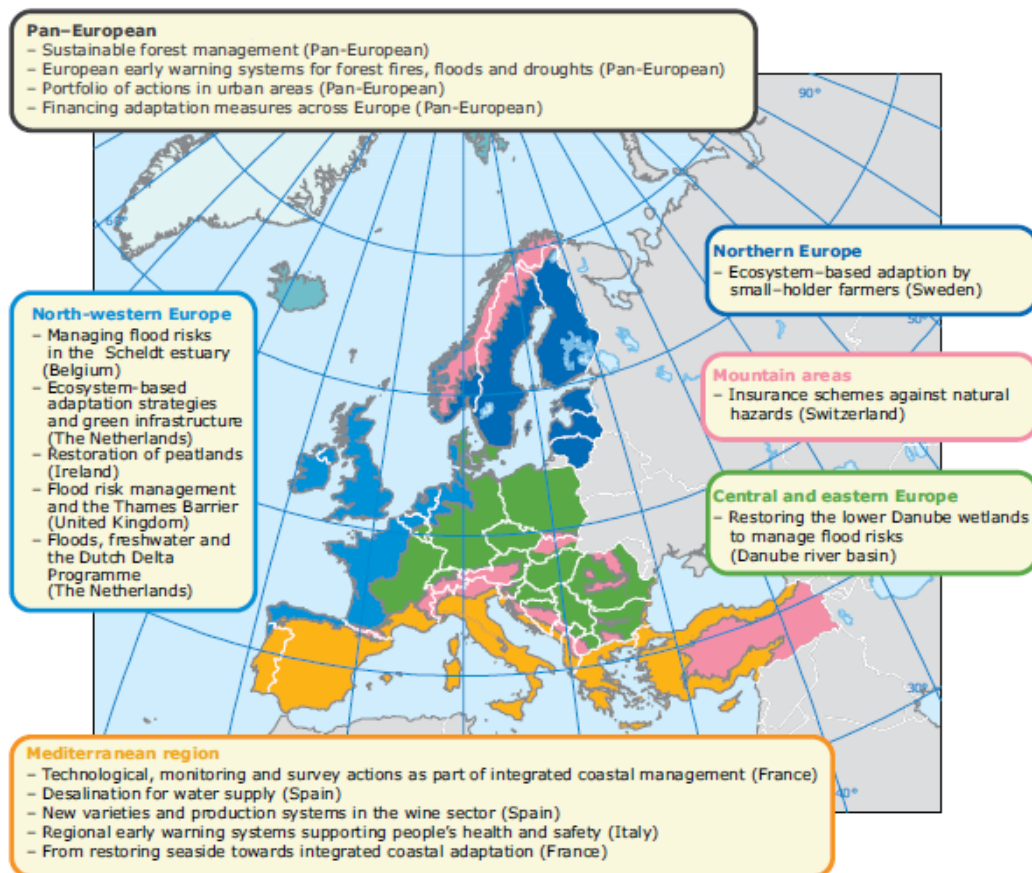 Pan–European
– Sustainable forest management (Pan-European)
– European early warning systems for forest fires, floods and droughts (Pan-European)
– Portfolio of actions in urban areas (Pan-European)
– Financing adaptation measures across Europe (Pan-European)
90°
60°
Northern Europe
– Ecosystem–based adaption by
small–holder farmers (Sweden)
50°
North-western Europe
– Managing flood risks
in the Scheldt estuary
(Belgium)
– Ecosystem-based
adaptation strategies
and green infrastructure
(The Netherlands)
– Restoration of peatlands
(Ireland)
– Flood risk management
and the Thames Barrier
(United Kingdom)
– Floods, freshwater and
the Dutch Delta
Programme
(The Netherlands)
Mountain areas
– Insurance schemes against natural
hazards (Switzerland)
Central and eastern Europe
– Restoring the lower Danube wetlands
to manage flood risks
(Danube river basin)
30°
40°
Mediterranean region
– Technological, monitoring and survey actions as part of integrated coastal management (France)
– Desalination for water supply (Spain)
– New varieties and production systems in the wine sector (Spain)
– Regional early warning systems supporting people's health and safety (Italy)
– From restoring seaside towards integrated coastal adaptation (France)